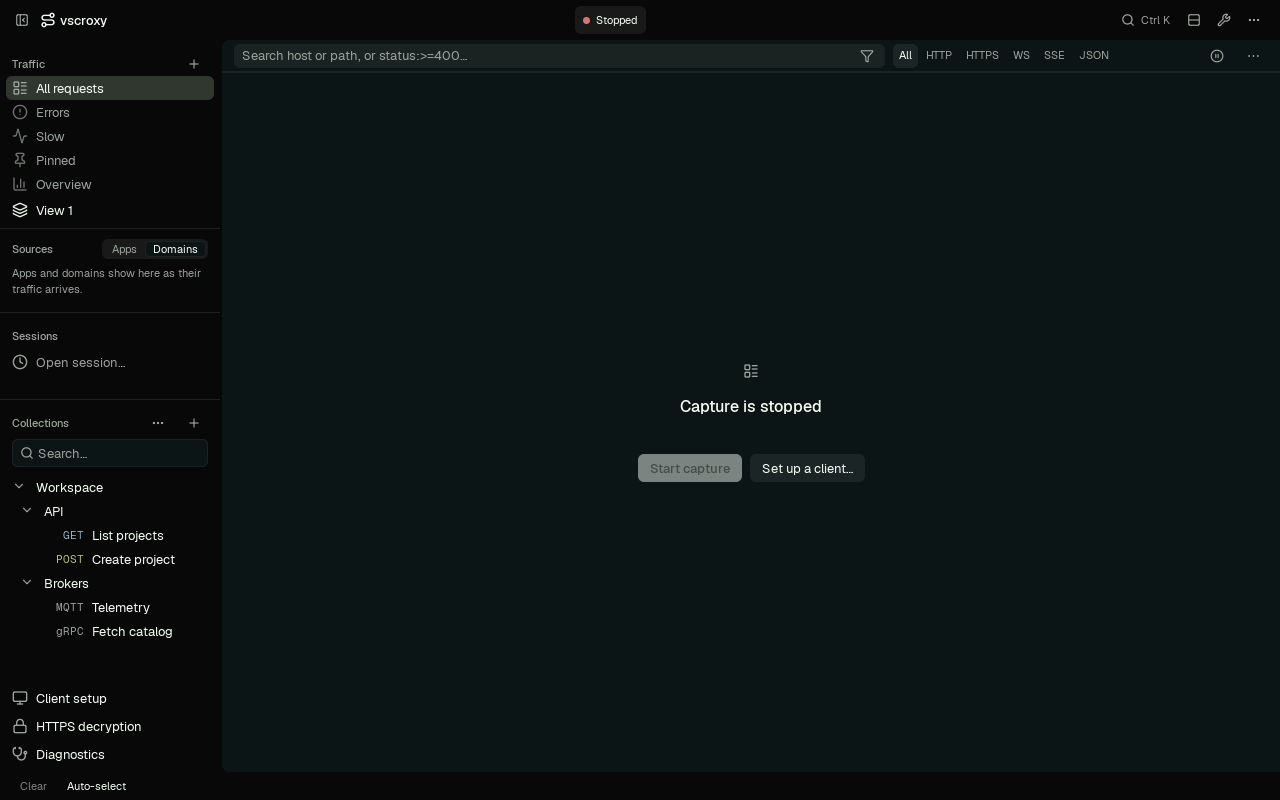 vscroxy
Stopped
Ctrl K
Traffic
All requests
Errors
Slow
Pinned
Overview
View 1
Sources
Apps
Domains
Apps and domains show here as their
traffic arrives.
Sessions
Open session...
Collections
Search...
Workspace
API
GET List projects
POST Create project
Brokers
MQTT Telemetry
gRPC Fetch catalog
Client setup
HTTPS decryption
Diagnostics
Clear
Auto-select
Search host or path, or status:>=400...
All
HTTP
HTTPS
WS
SSE
JSON
Capture is stopped
Start capture
Set up a client...